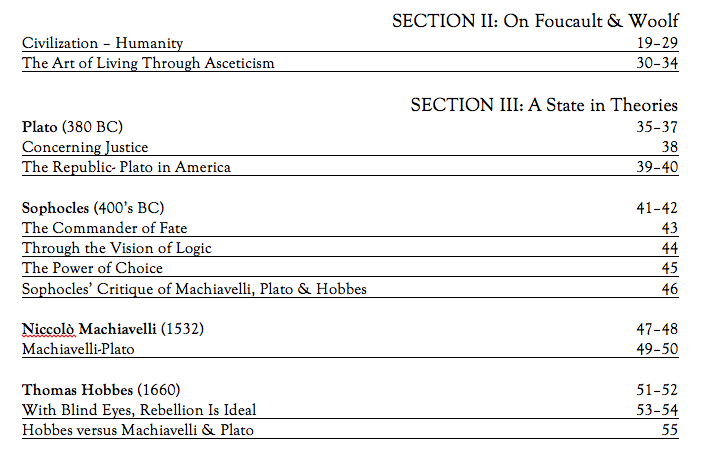 SECTION II: On Foucault & Woolf
Civilization – Humanity 19–29
The Art of Living Through Asceticism 30–34
SECTION III: A State in Theories
Plato (380 BC) 35–37
Concerning Justice 38
The Republic- Plato in America 39–40
Sophocles (400's BC) 41–42
The Commander of Fate 43
Through the Vision of Logic 44
The Power of Choice 45
Sophocles' Critique of Machiavelli, Plato & Hobbes 46
Niccolò Machiavelli (1532) 47–48
Machiavelli-Plato 49–50
Thomas Hobbes (1660) 51–52
With Blind Eyes, Rebellion Is Ideal 53–54
Hobbes versus Machiavelli & Plato 55